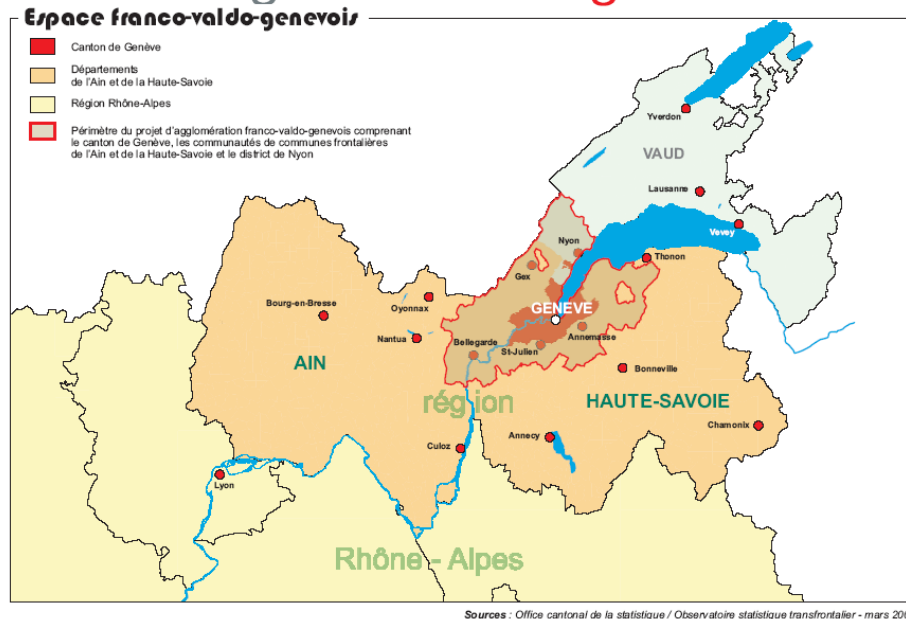 Espace franco-valdo-genevois
Canton de Genève
Départements
de l'Ain et de la Haute-Savoie
Région Rhône-Alpes
Périmètre du projet d'agglomération franco-valdo-genevois comprenant
le canton de Genève, les communautés de communes frontalières
de l'Ain et de la Haute-Savoie et le district de Nyon
Yverdon
VAUD
Lausanne
Vevey
Nyon
Thonon
Gex
GENEVE
Bourg-en-Bresse
Oyonnax
Nantua
Bellegarde
St-Julien
Annemasse
AIN
Bonneville
région
HAUTE-SAVOIE
Chamonix
Annecy
Culoz
Lyon
Rhône - Alpes
Sources : Office cantonal de la statistique / Observatoire statistique transfrontalier - mars 200